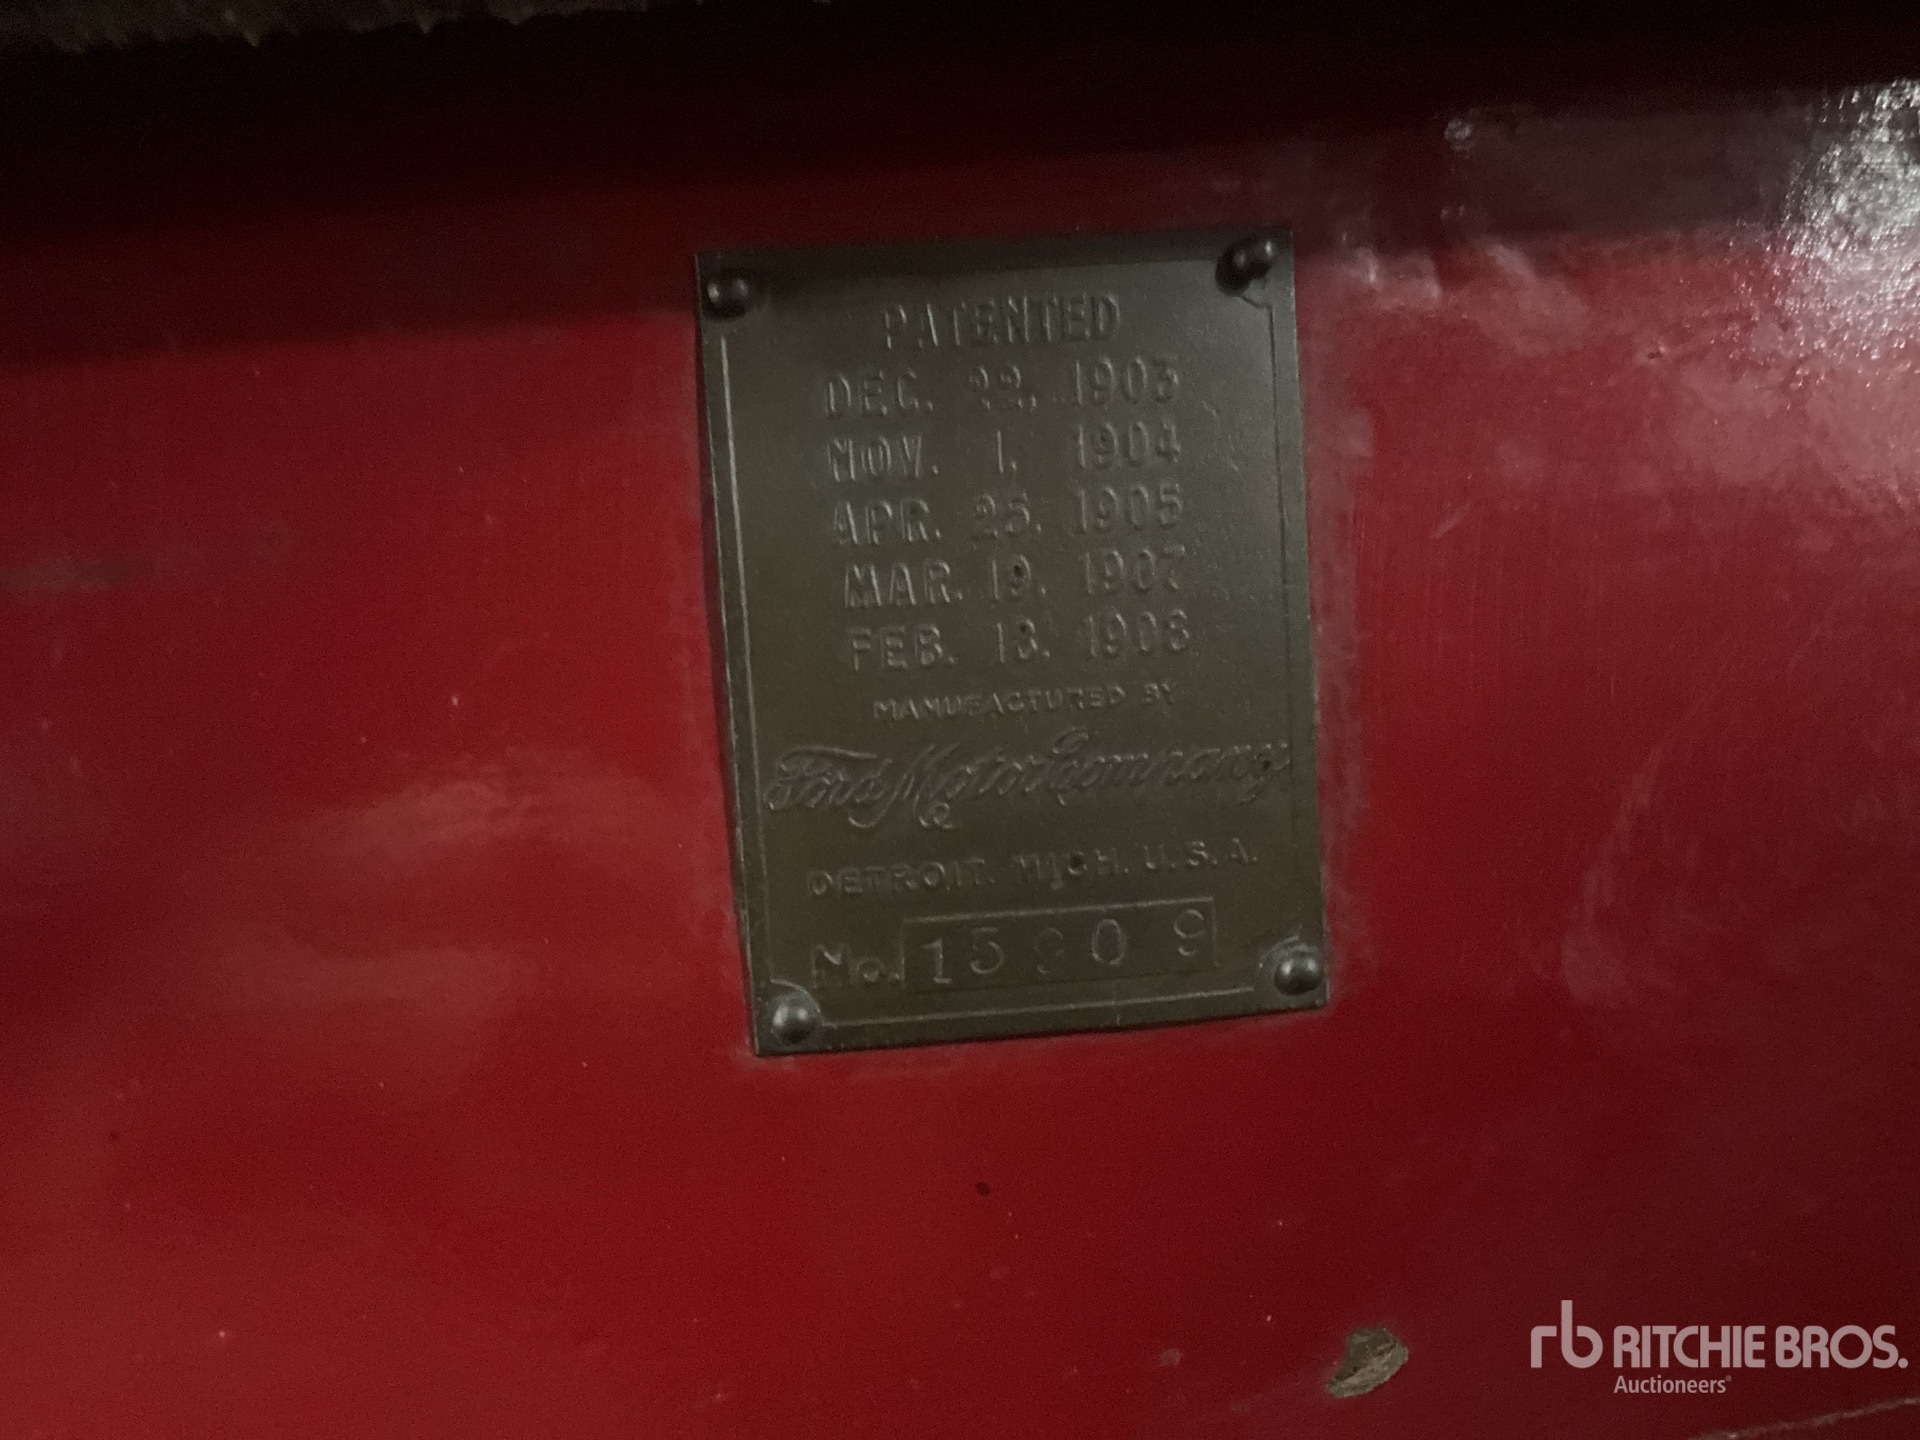 PATENTED
DEC. 22, 1903
NOV. 1, 1904
APR. 25. 1905
MAR. 19. 1907
FEB. 18. 1908
MANUFACTURED BY
Ford Motor Company
DETROIT. MICH. U.S.A.
No. 15909
rb RITCHIE BROS.
Auctioneers